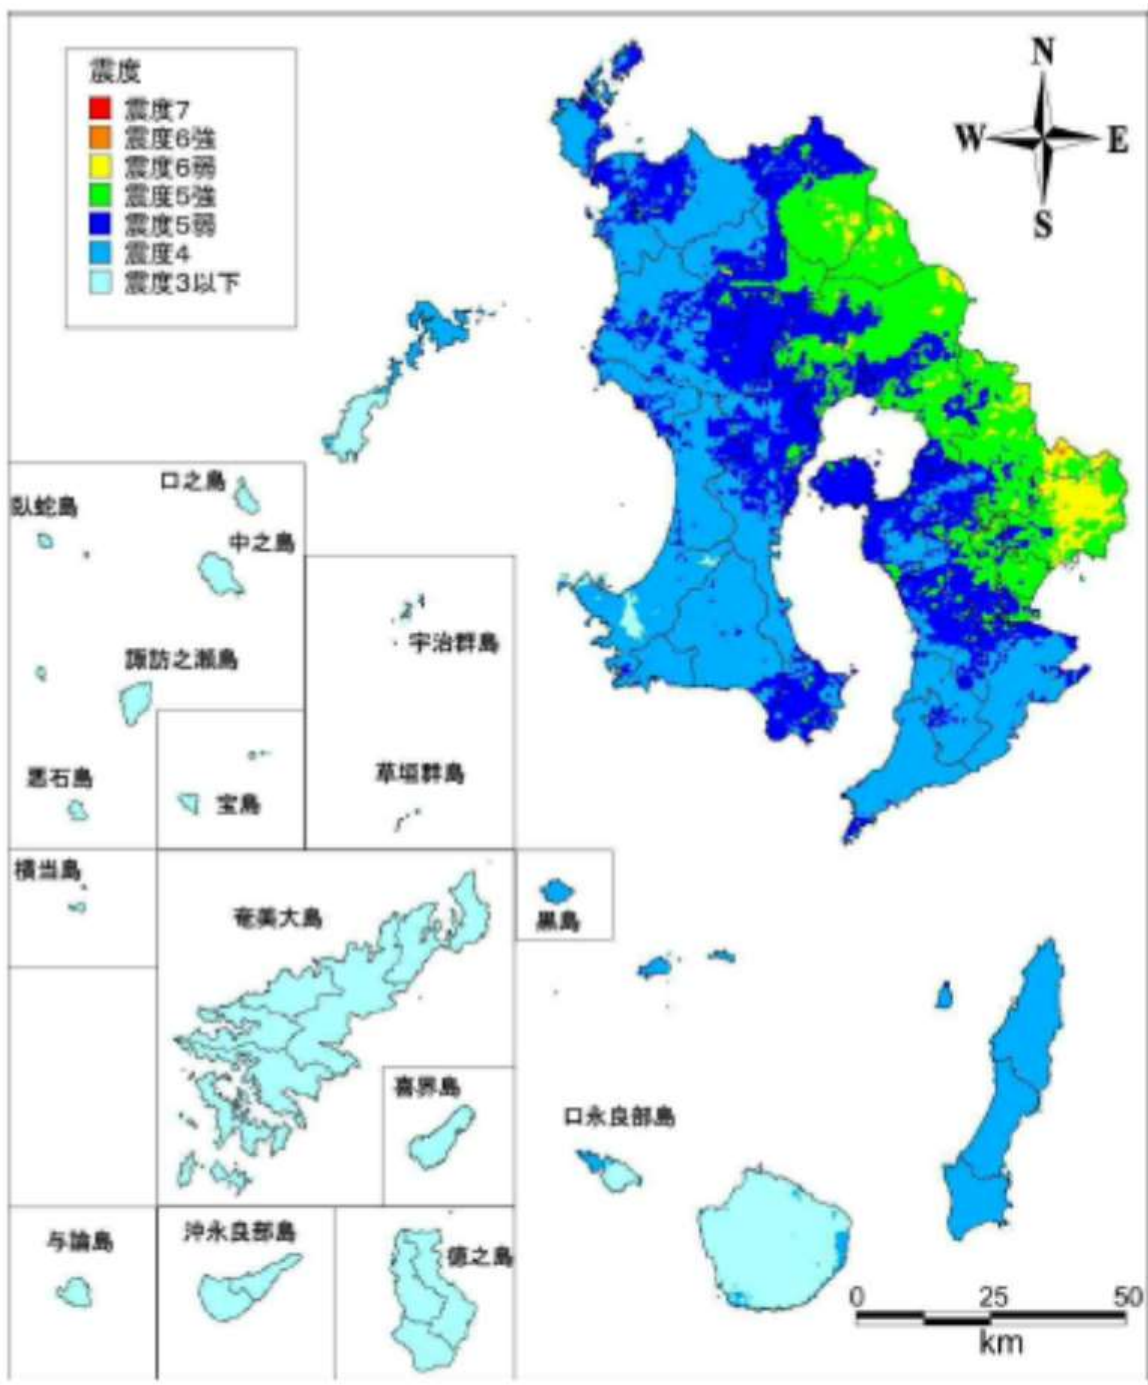 震度
震度7
震度6強
震度6弱
震度5強
震度5弱
震度4
震度3以下
N
W E
S
口之島
臥蛇島
中之島
諏訪之瀬島
悪石島
宝島
宇治群島
草垣群島
横当島
奄美大島
黒島
喜界島
口永良部島
与論島
沖永良部島
徳之島
0 25 50
km